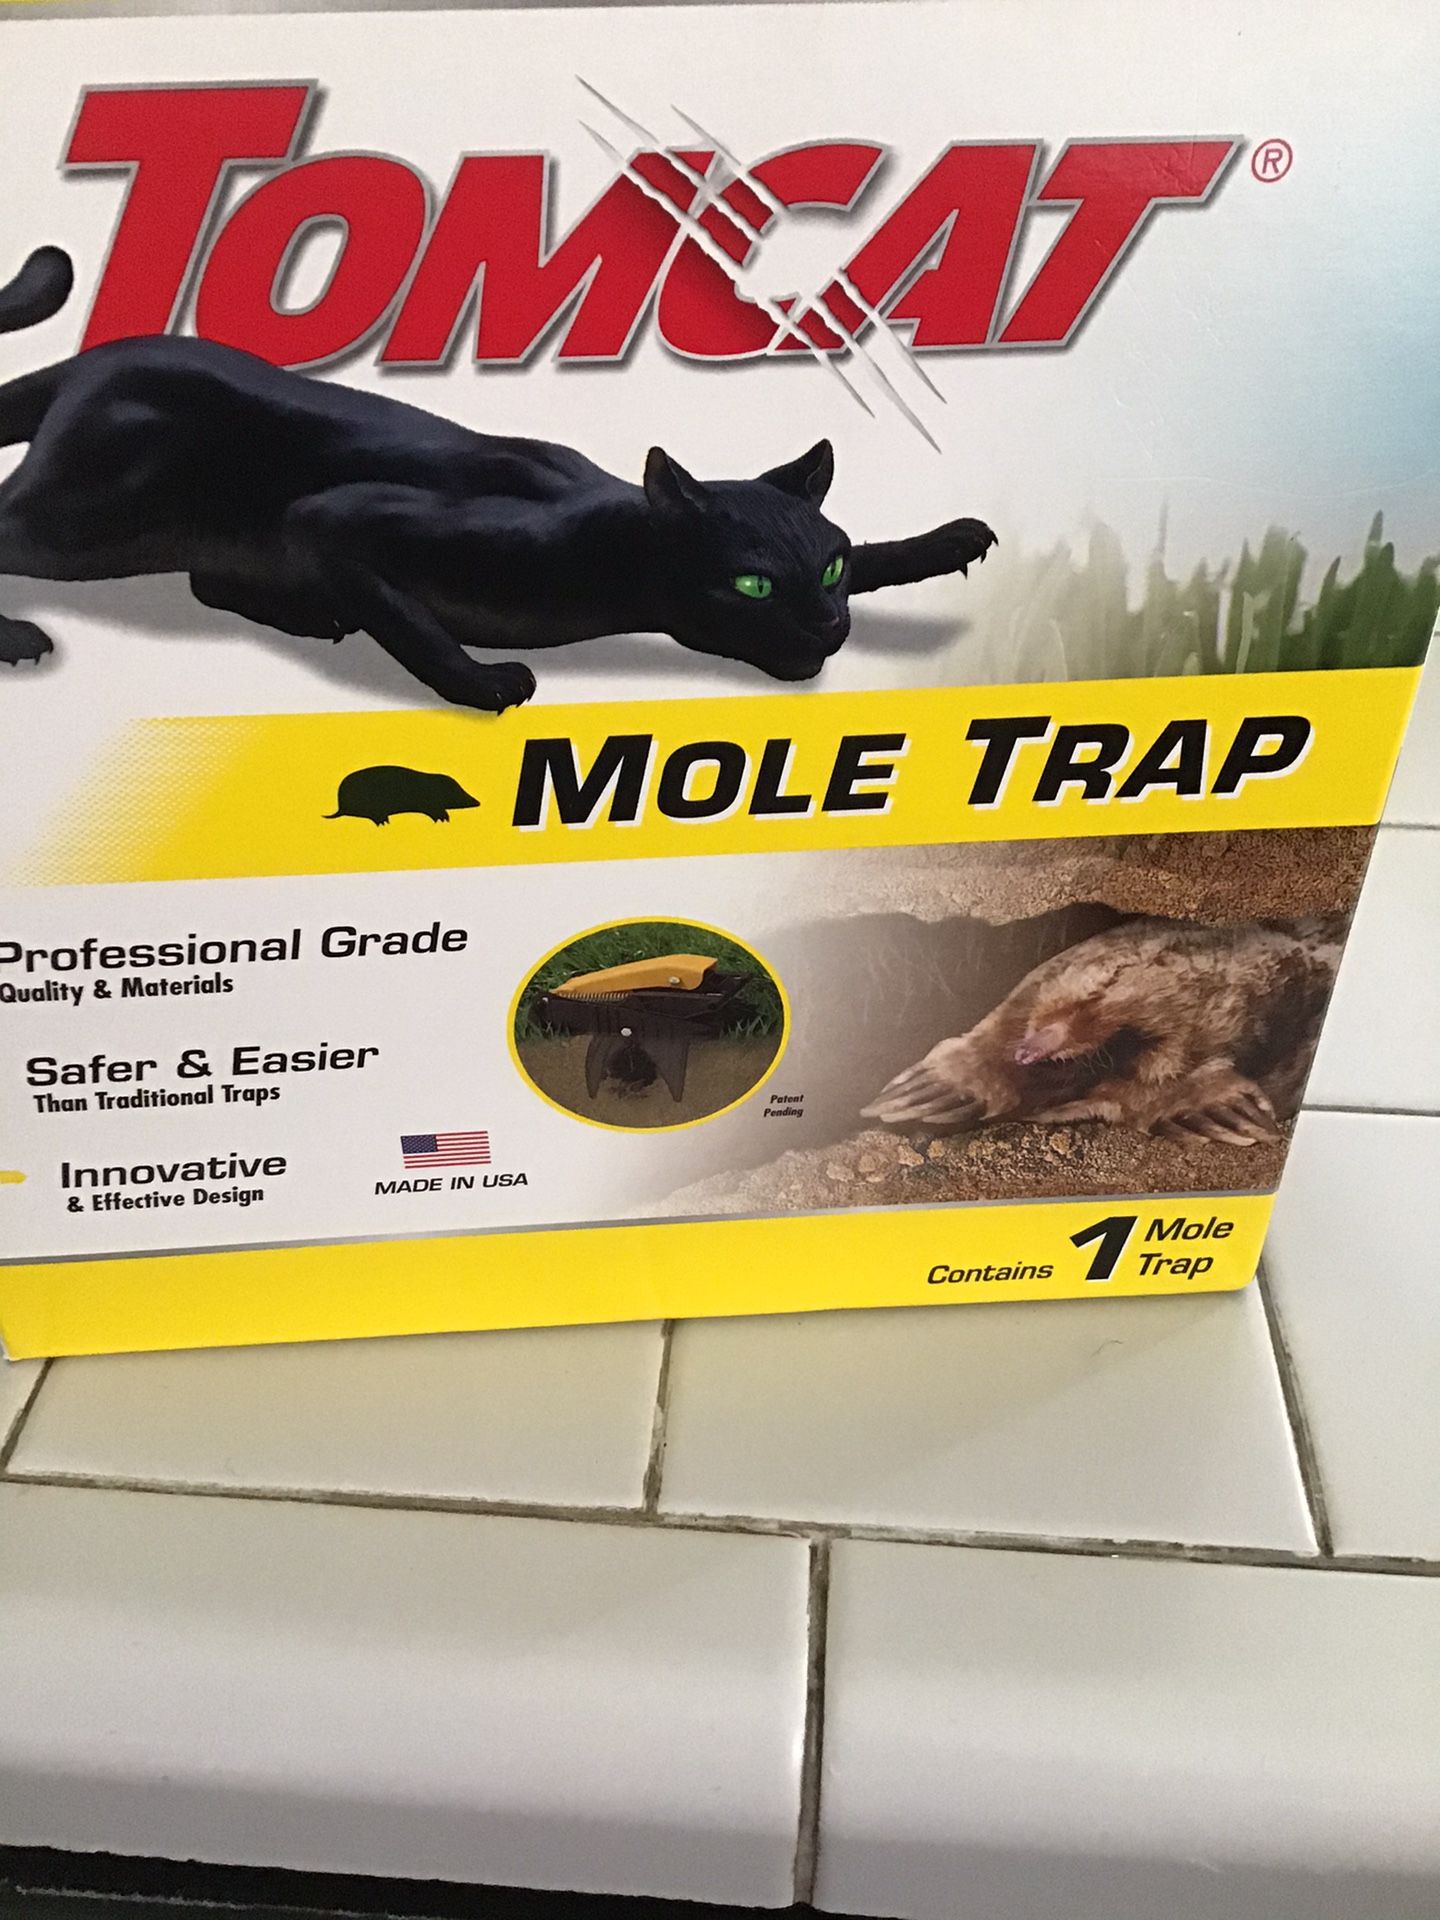 TOMCAT®
MOLE TRAP
Professional Grade
Quality & Materials
Safer & Easier
Than Traditional Traps
Innovative
& Effective Design
MADE IN USA
Patent
Pending
Contains 1 Mole
Trap